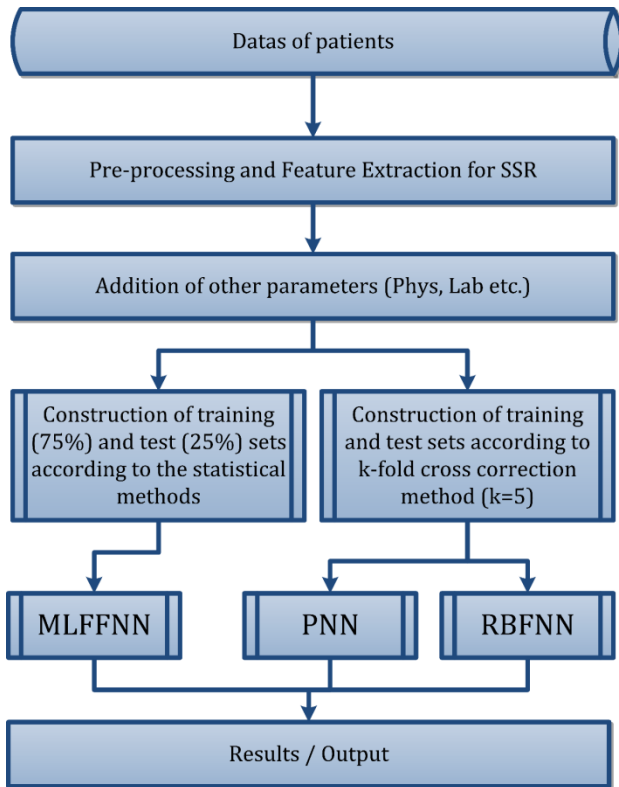 Datas of patients
Pre-processing and Feature Extraction for SSR
Addition of other parameters (Phys, Lab etc.)
Construction of training
(75%) and test (25%) sets
according to the statistical
methods
Construction of training
and test sets according to
k-fold cross correction
method (k=5)
MLFFNN
PNN
RBFNN
Results / Output